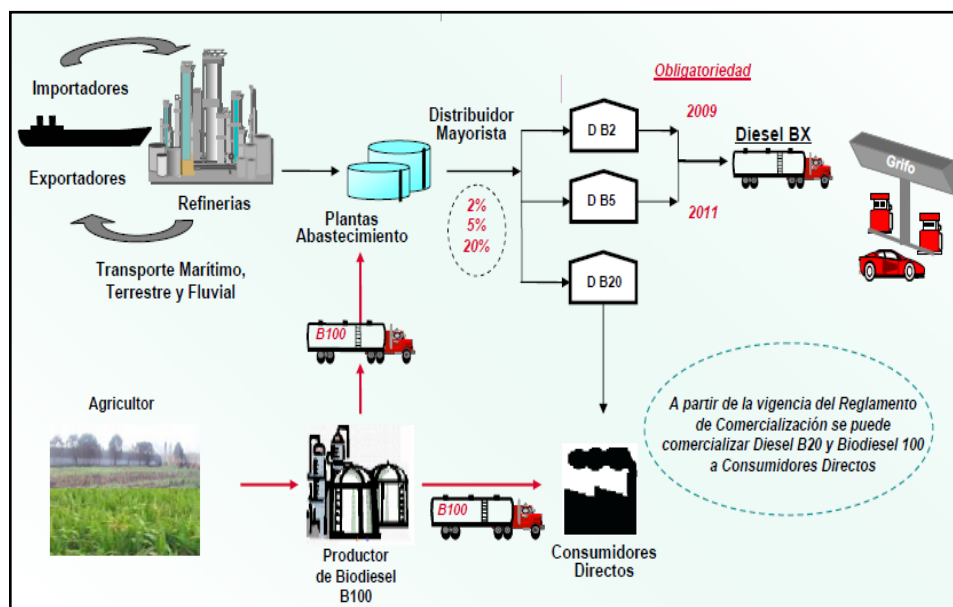 Importadores
Exportadores
Refinerias
Transporte Marítimo,
Terrestre y Fluvial
Plantas
Abastecimiento
Distribuidor
Mayorista
2%
5%
20%
D B2
D B5
D B20
Obligatoriedad
2009
2011
Diesel BX
Grifo
B100
Agricultor
Productor
de Biodiesel
B100
B100
Consumidores
Directos
A partir de la vigencia del Reglamento
de Comercialización se puede
comercializar Diesel B20 y Biodiesel 100
a Consumidores Directos